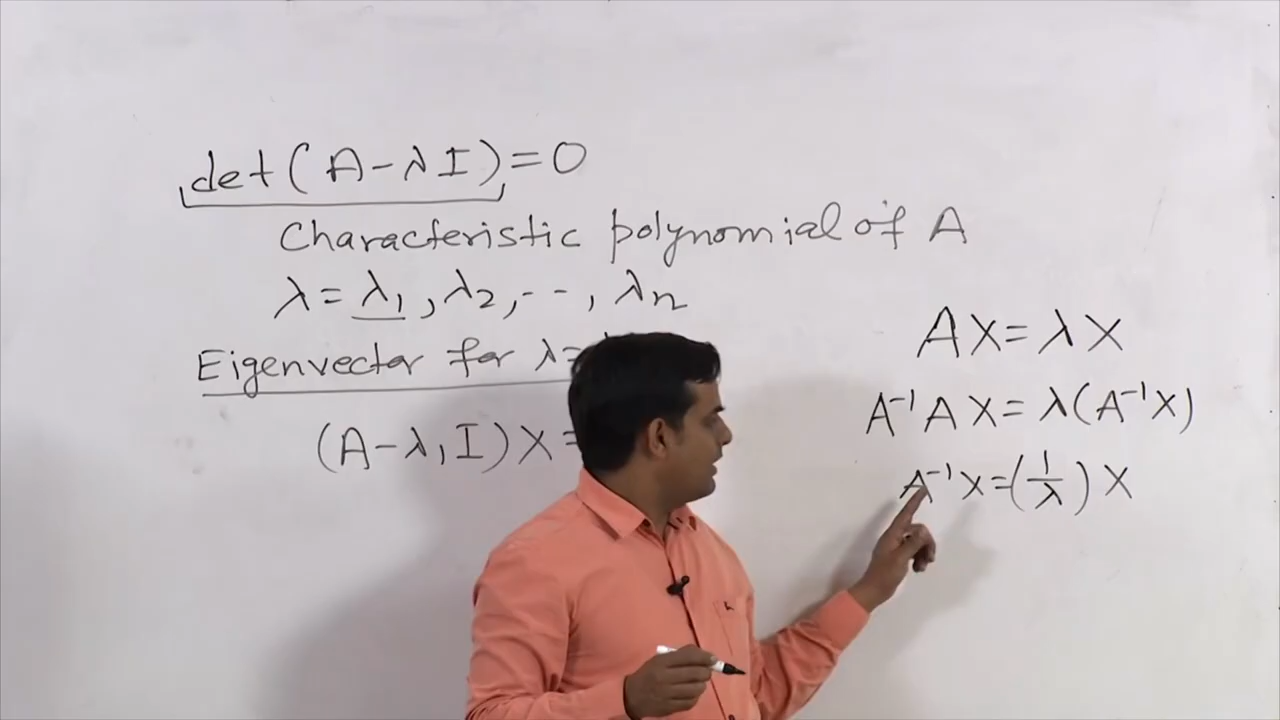 det(A-λI)=0
Characteristic polynomial of A
λ=λ₁,λ₂,--,λn
Eigenvector for λ=
(A-λ₁I)X=
AX=λX
A⁻¹AX=λ(A⁻¹X)
A⁻¹X=(1/λ)X